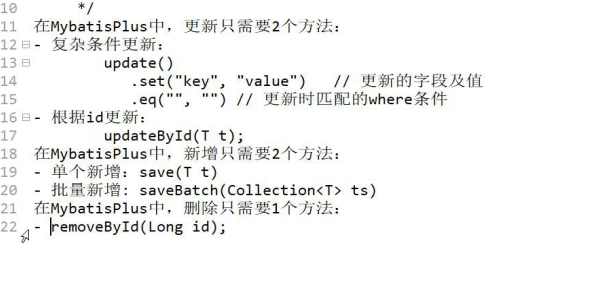 10 */
11 在MybatisPlus中，更新只需要2个方法：
12 - 复杂条件更新：
13 update()
14 .set("key", "value") // 更新的字段及值
15 .eq("", "") // 更新时匹配的where条件
16 - 根据id更新：
17 updateById(T t);
18 在MybatisPlus中，新增只需要2个方法：
19 - 单个新增：save(T t)
20 - 批量新增：saveBatch(Collection<T> ts)
21 在MybatisPlus中，删除只需要1个方法：
22 - removeById(Long id);